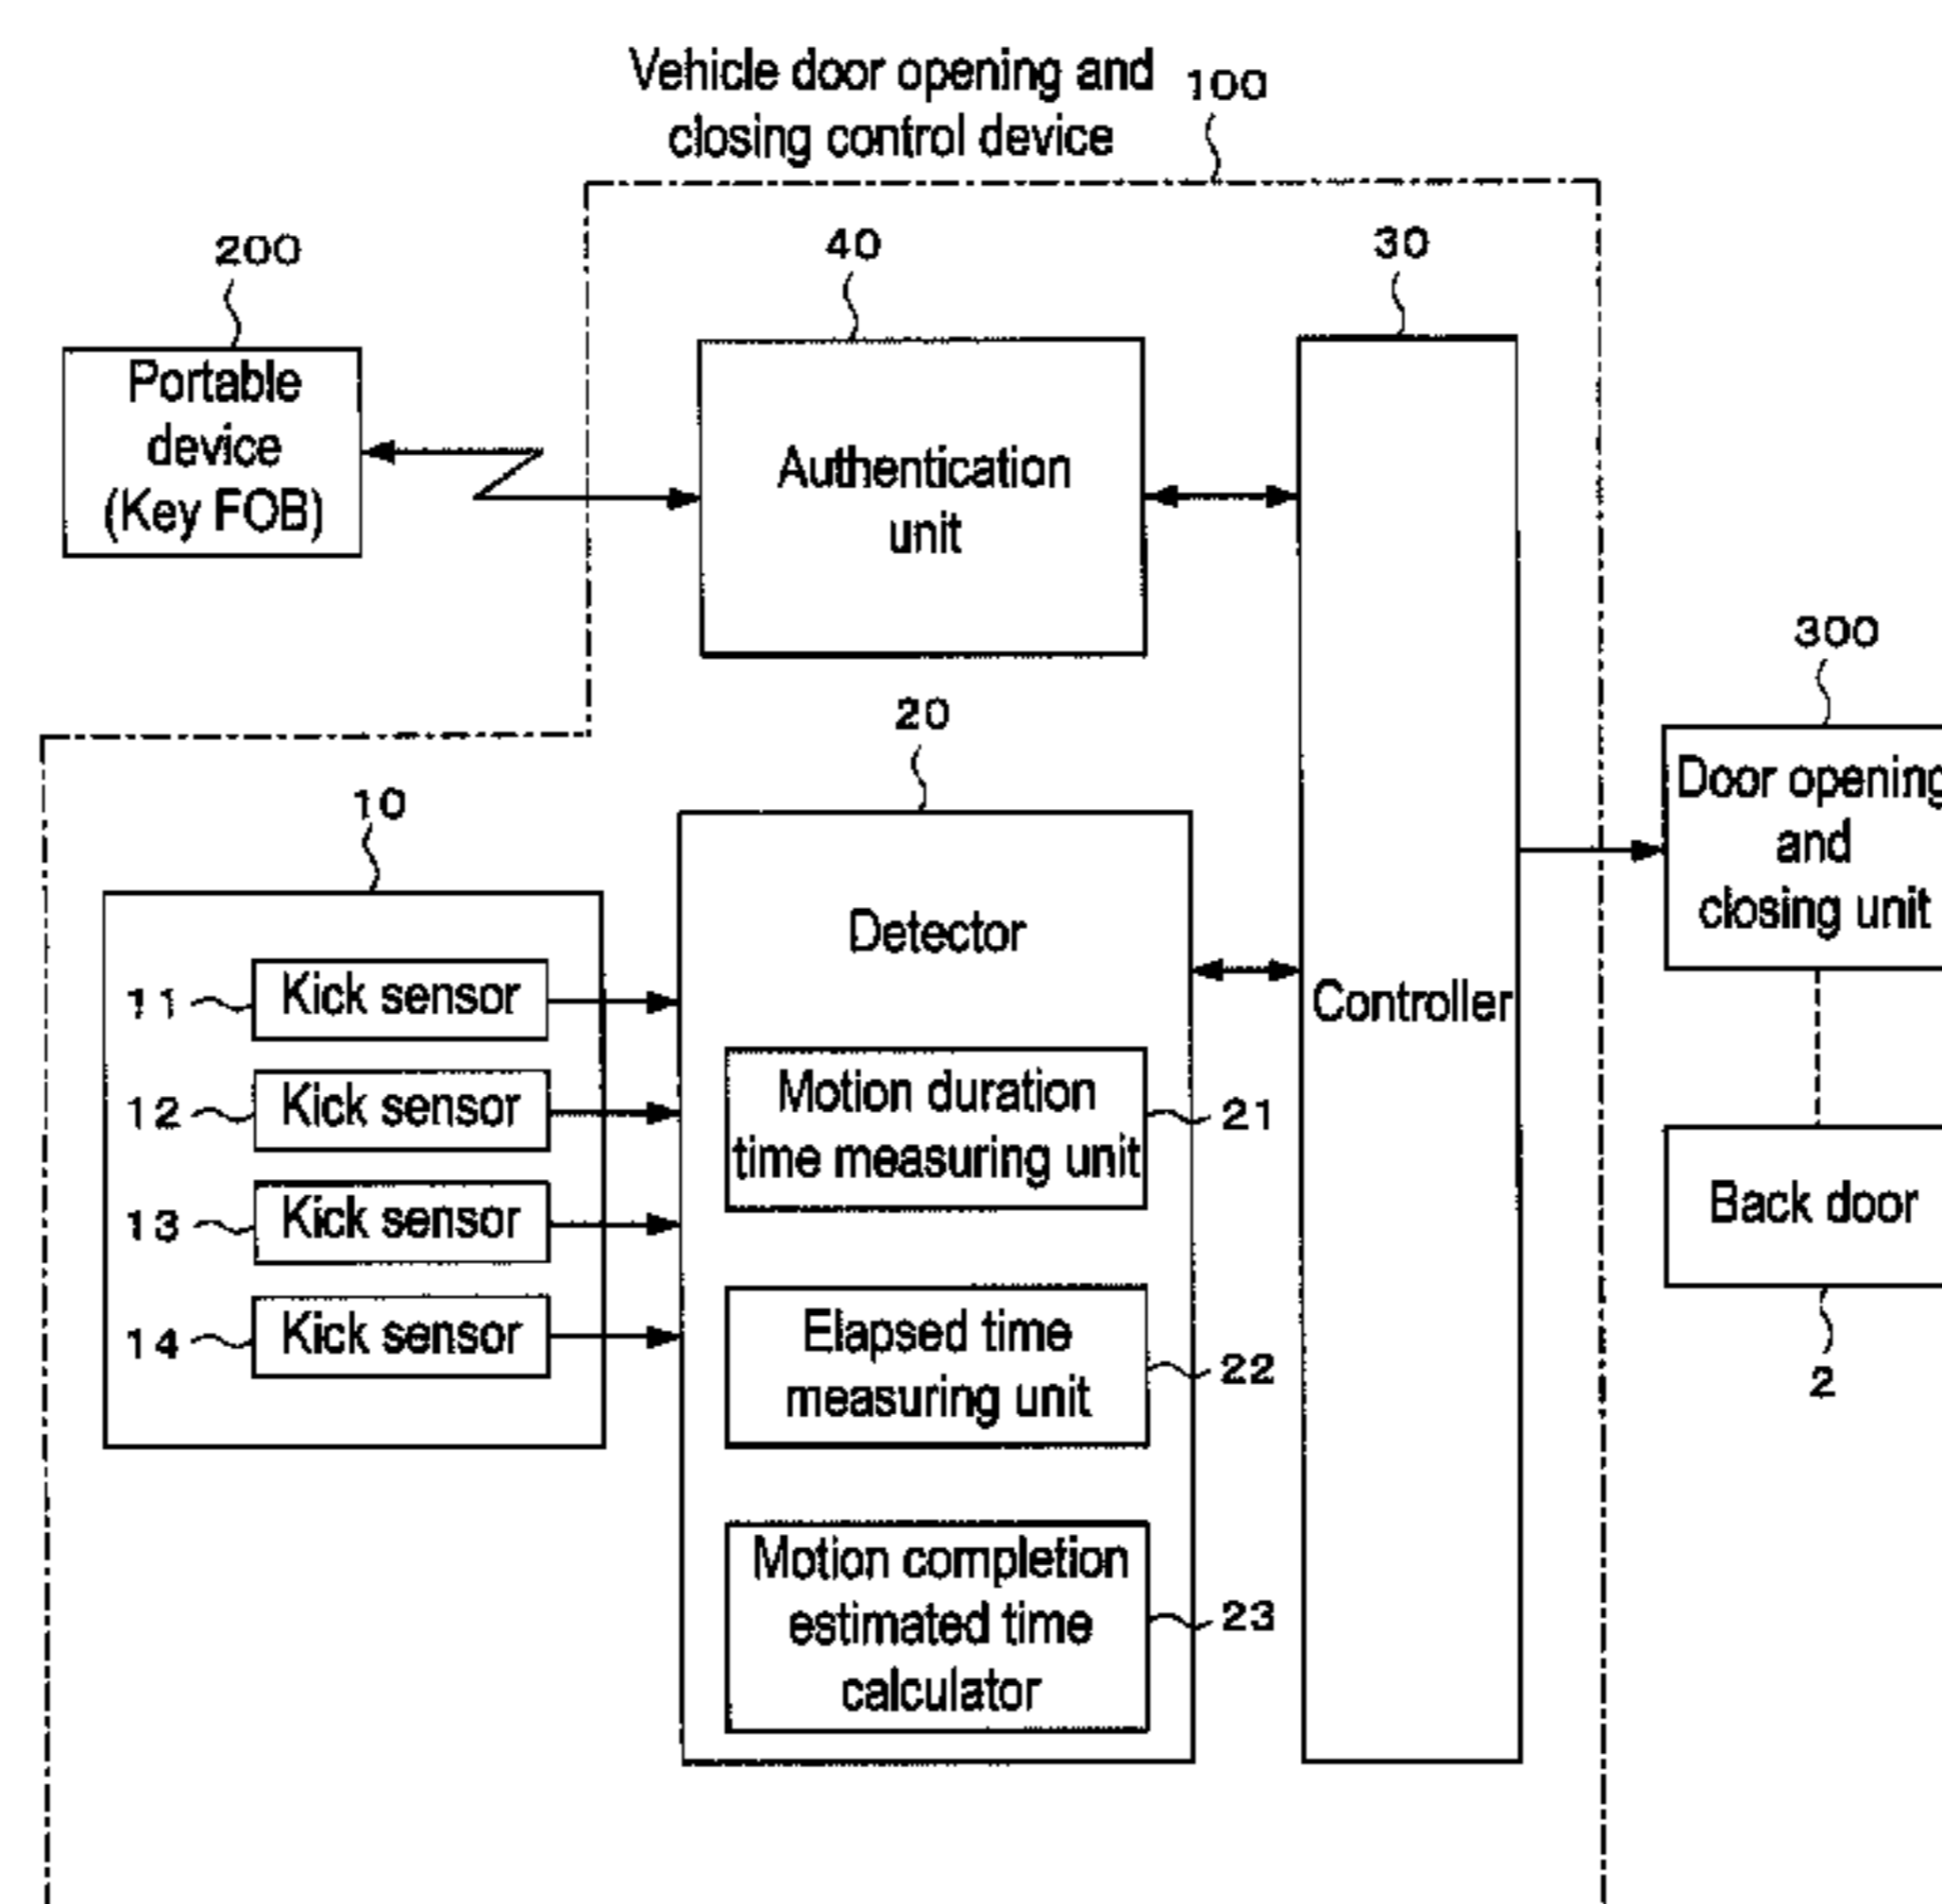 Vehicle door opening and
closing control device
100
200
40
30
Portable
device
(Key FOB)
Authentication
unit
300
20
Door opening
and
closing unit
10
Detector
Controller
11
Kick sensor
12
Kick sensor
13
Kick sensor
14
Kick sensor
Motion duration
time measuring unit
21
Elapsed time
measuring unit
22
Motion completion
estimated time
calculator
23
Back door
2